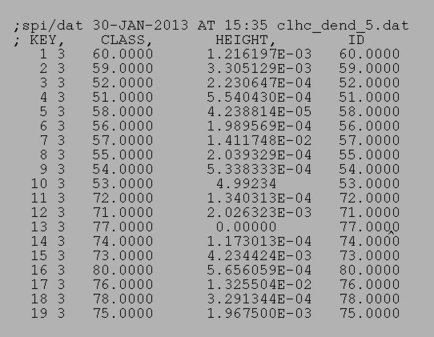 ;spi/dat 30-JAN-2013 AT 15:35 clhc_dend_5.dat
; KEY, CLASS, HEIGHT, ID
1 3 60.0000 1.216197E-03 60.0000
2 3 59.0000 3.305129E-03 59.0000
3 3 52.0000 2.230647E-04 52.0000
4 3 51.0000 5.540430E-04 51.0000
5 3 58.0000 4.238814E-05 58.0000
6 3 56.0000 1.989569E-04 56.0000
7 3 57.0000 1.411748E-02 57.0000
8 3 55.0000 2.039329E-04 55.0000
9 3 54.0000 5.338333E-04 54.0000
10 3 53.0000 4.99234 53.0000
11 3 72.0000 1.340313E-04 72.0000
12 3 71.0000 2.026323E-03 71.0000
13 3 77.0000 0.00000 77.0000
14 3 74.0000 1.173013E-04 74.0000
15 3 73.0000 4.234424E-03 73.0000
16 3 80.0000 5.656059E-04 80.0000
17 3 76.0000 1.325504E-02 76.0000
18 3 78.0000 3.291344E-04 78.0000
19 3 75.0000 1.967500E-03 75.0000